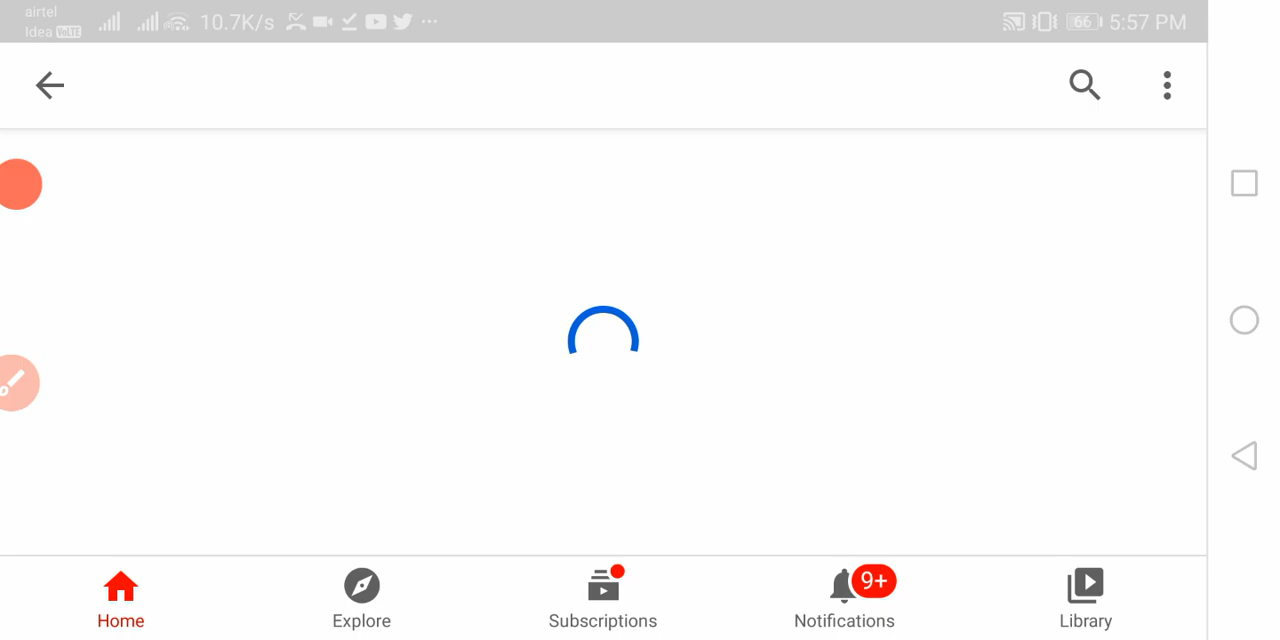 airtel
Idea VoLTE
10.7K/s
66
5:57 PM
9+
Home
Explore
Subscriptions
Notifications
Library